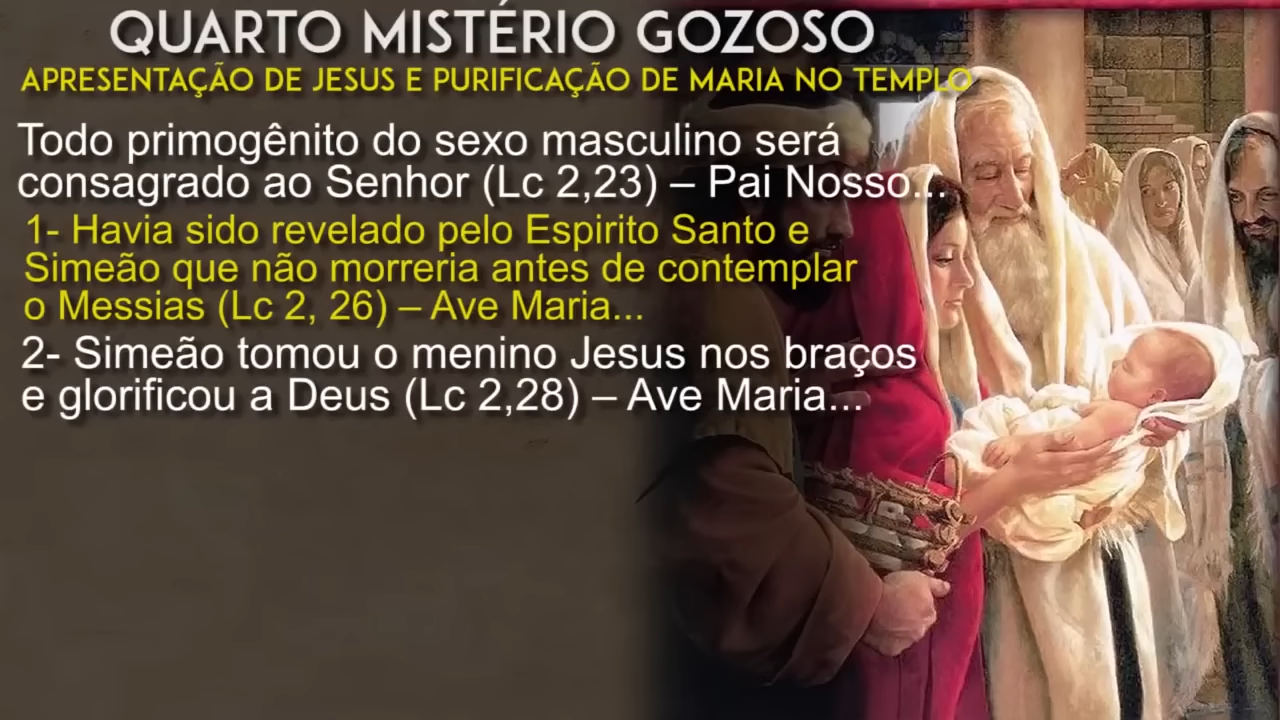 QUARTO MISTÉRIO GOZOSO
APRESENTAÇÃO DE JESUS E PURIFICAÇÃO DE MARIA NO TEMPLO
Todo primogênito do sexo masculino será
consagrado ao Senhor (Lc 2,23) – Pai Nosso...
1- Havia sido revelado pelo Espirito Santo e
Simeão que não morreria antes de contemplar
o Messias (Lc 2, 26) – Ave Maria...
2- Simeão tomou o menino Jesus nos braços
e glorificou a Deus (Lc 2,28) – Ave Maria...